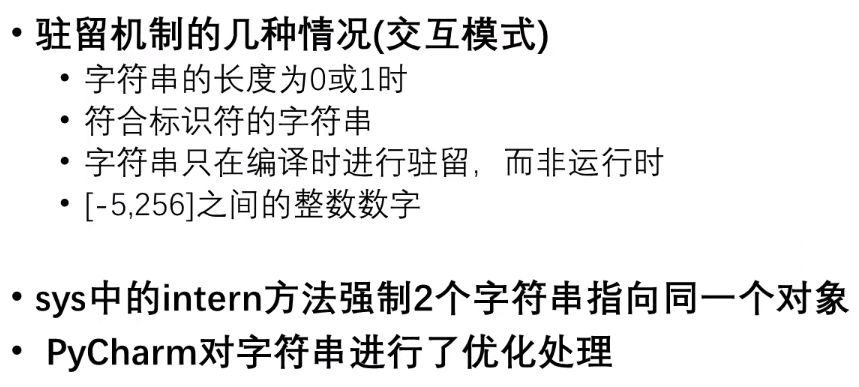 • 驻留机制的几种情况(交互模式)
• 字符串的长度为0或1时
• 符合标识符的字符串
• 字符串只在编译时进行驻留，而非运行时
• [-5,256]之间的整数数字
• sys中的intern方法强制2个字符串指向同一个对象
• PyCharm对字符串进行了优化处理